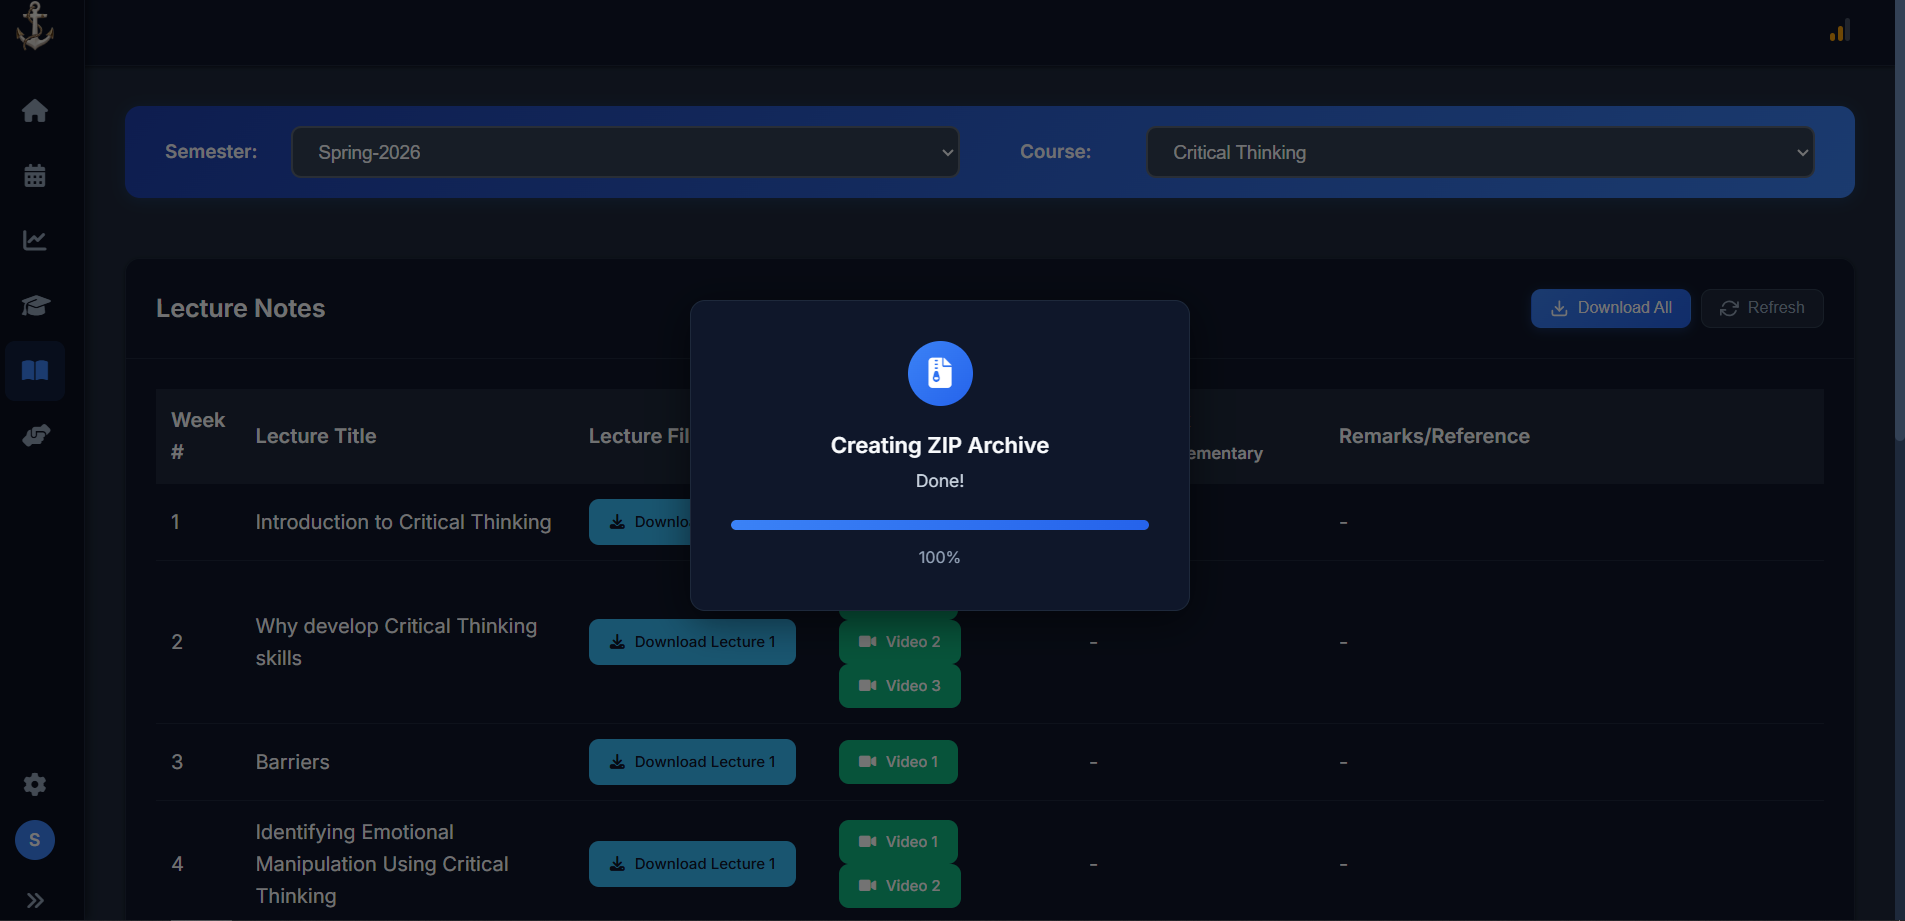 Semester:
Spring-2026
Course:
Critical Thinking
Lecture Notes
Download All
Refresh
Creating ZIP Archive
Done!
100%
Week
#
Lecture Title
Lecture Fil
ementary
Remarks/Reference
1
Introduction to Critical Thinking
Downlo
-
2
Why develop Critical Thinking
skills
Download Lecture 1
Video 2
Video 3
-
-
3
Barriers
Download Lecture 1
Video 1
-
-
4
Identifying Emotional
Manipulation Using Critical
Thinking
Download Lecture 1
Video 1
Video 2
-
-
S